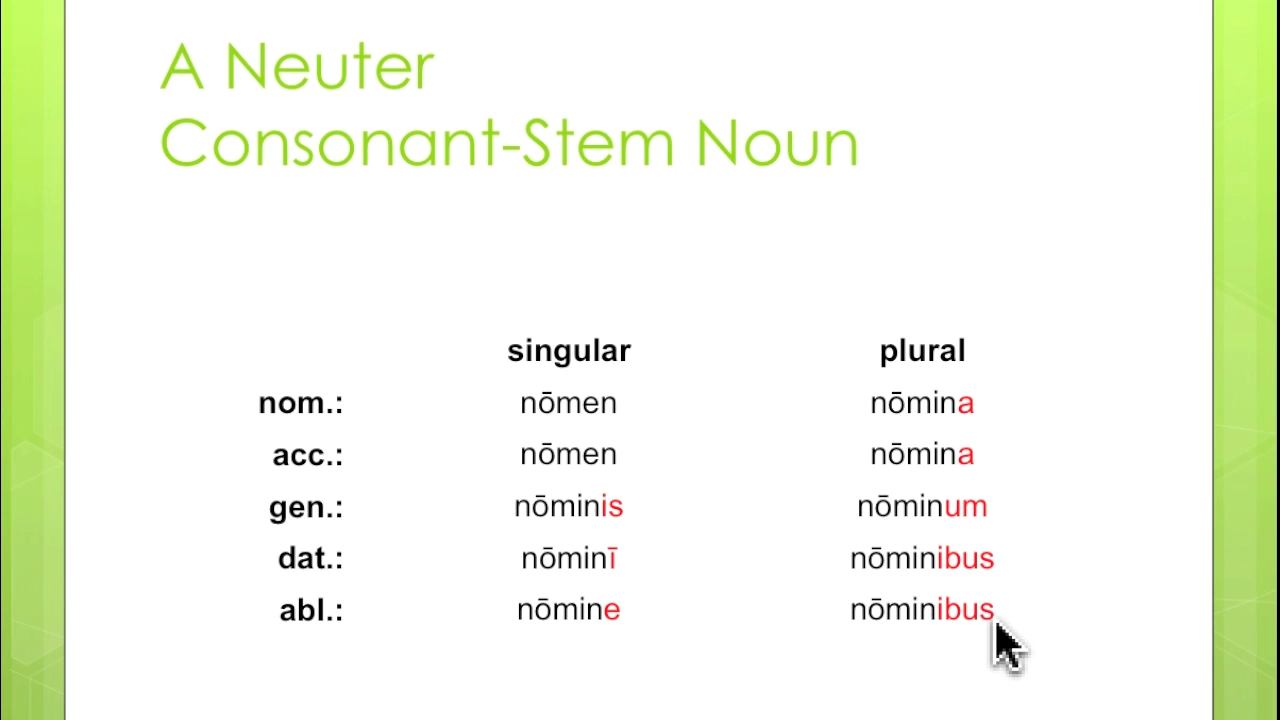 A Neuter
Consonant-Stem Noun
singular plural
nom.: nōmen nōmina
acc.: nōmen nōmina
gen.: nōminis nōminum
dat.: nōminī nōminibus
abl.: nōmine nōminibus